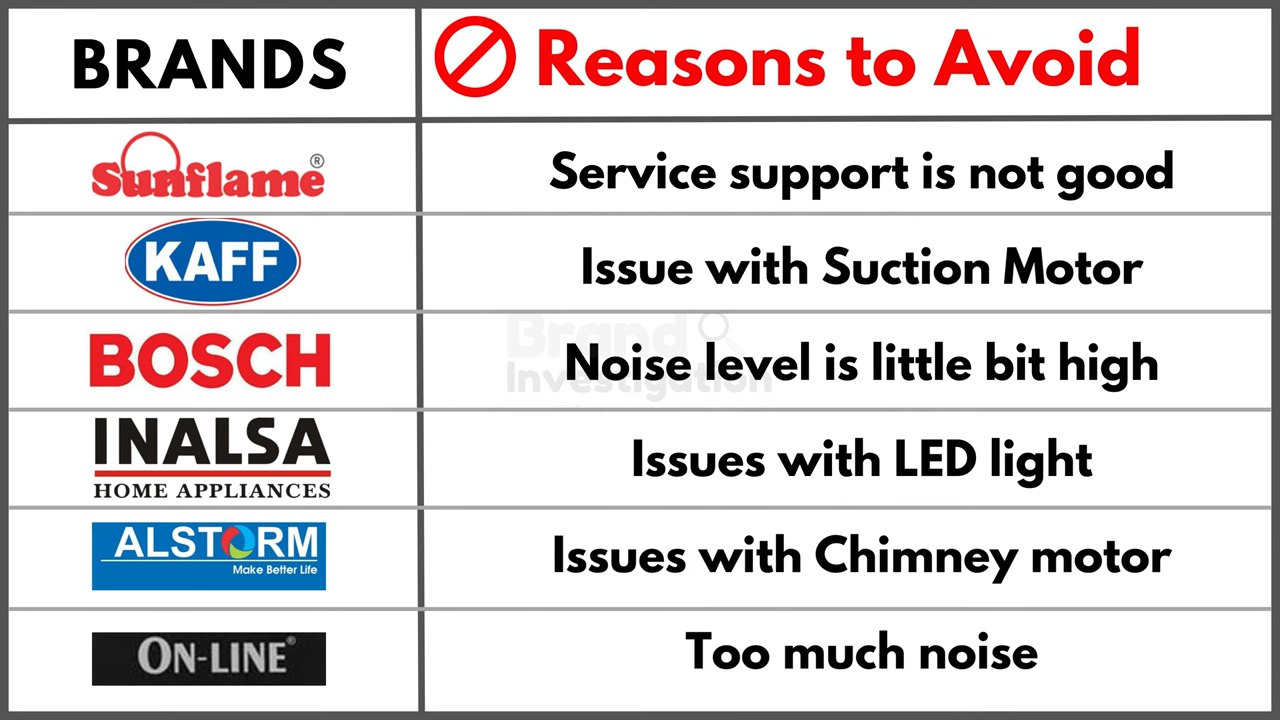 BRANDS
Reasons to Avoid
Sunflame®
Service support is not good
KAFF
Issue with Suction Motor
BOSCH
Noise level is little bit high
Brand
Investigation
INALSA
HOME APPLIANCES
Issues with LED light
ALSTORM
Make Better Life
Issues with Chimney motor
ON-LINE®
Too much noise